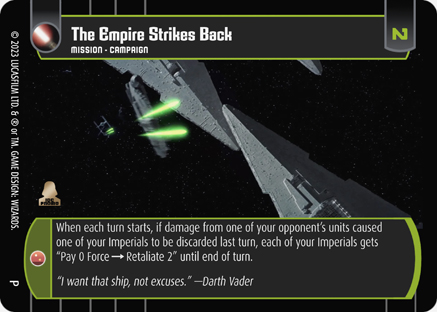 The Empire Strikes Back
MISSION • CAMPAIGN
N
© 2023 LUCASFILM LTD. & ® or TM. GAME DESIGN: WIZARDS.
When each turn starts, if damage from one of your opponent's units caused
one of your Imperials to be discarded last turn, each of your Imperials gets
"Pay 0 Force → Retaliate 2" until end of turn.
"I want that ship, not excuses." —Darth Vader
P